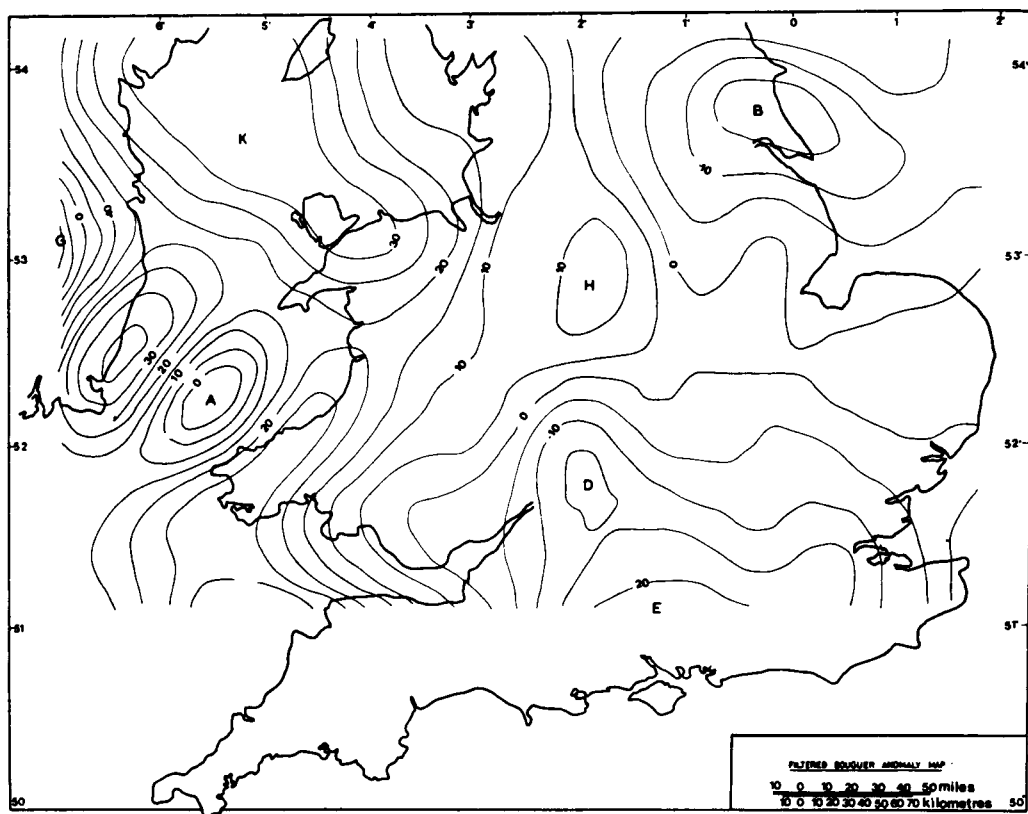 6' 5' 4' 3' 2' 1' 0 1' 2'
54 54'
B
K
10
0
40
G
30
20
10
10
0
53 53'
H
30
20
10
0
10
A
20
0
10
52 52'
D
20
E
51 51'
FILTERED BOUGUER ANOMALY MAP
10 0 10 20 30 40 50 miles
10 0 10 20 30 40 50 60 70 kilometres
50 50'